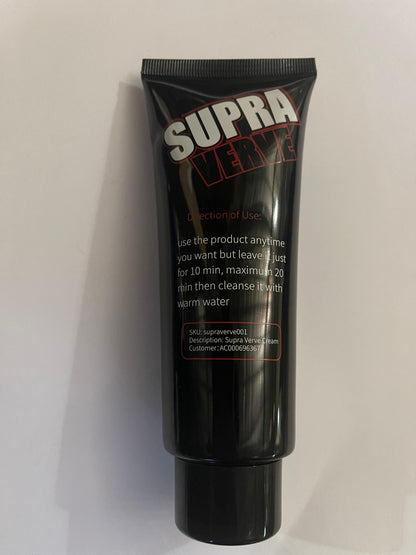 SUPRA
VERVE
Direction of Use:
use the product anytime
you want but leave it just
for 10 min, maximum 20
min then cleanse it with
warm water
SKU: supraverve001
Description: Supra Verve Cream
Customer:AC000696367